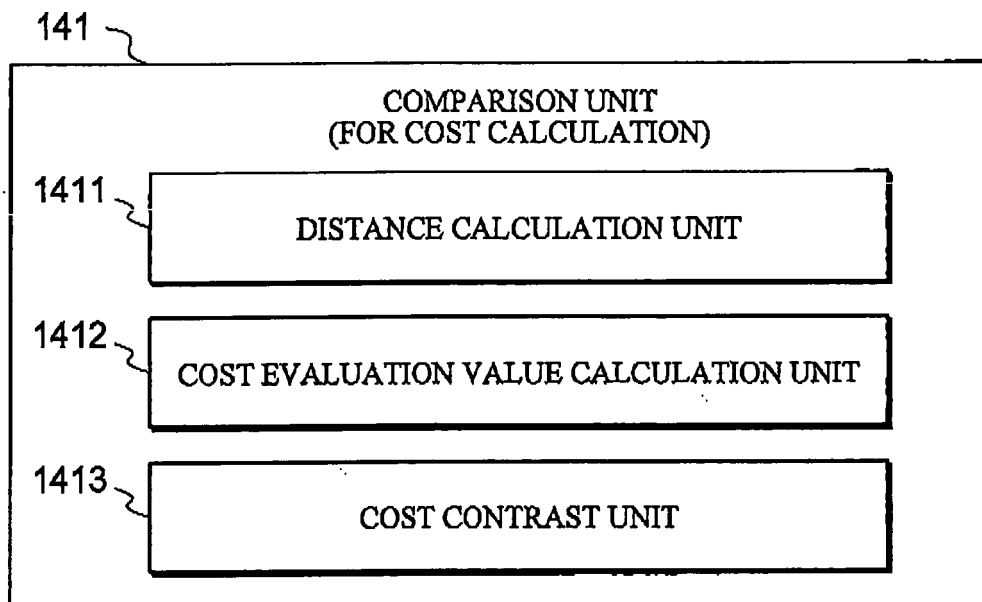 141
COMPARISON UNIT
(FOR COST CALCULATION)
1411
DISTANCE CALCULATION UNIT
1412
COST EVALUATION VALUE CALCULATION UNIT
1413
COST CONTRAST UNIT